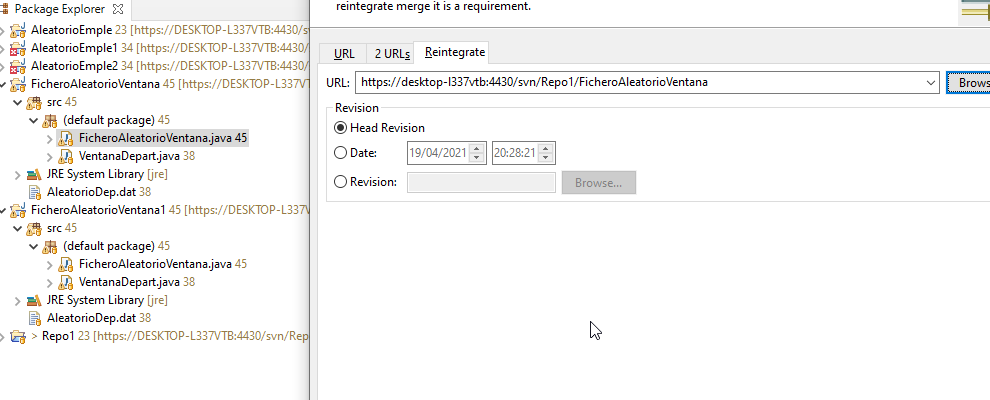 Package Explorer
AleatorioEmple 23 [https://DESKTOP-L337VTB:4430/s
AleatorioEmple1 34 [https://DESKTOP-L337VTB:4430/
AleatorioEmple2 34 [https://DESKTOP-L337VTB:4430/
FicheroAleatorioVentana 45 [https://DESKTOP-L337V
src 45
(default package) 45
FicheroAleatorioVentana.java 45
VentanaDepart.java 38
JRE System Library [jre]
AleatorioDep.dat 38
FicheroAleatorioVentana1 45 [https://DESKTOP-L337
src 45
(default package) 45
FicheroAleatorioVentana.java 45
VentanaDepart.java 38
JRE System Library [jre]
AleatorioDep.dat 38
> Repo1 23 [https://DESKTOP-L337VTB:4430/svn/Rep
reintegrate merge it is a requirement.
URL 2 URLs Reintegrate
URL: https://desktop-l337vtb:4430/svn/Repo1/FicheroAleatorioVentana Brows
Revision
Head Revision
Date: 19/04/2021 20:28:21
Revision: Browse...